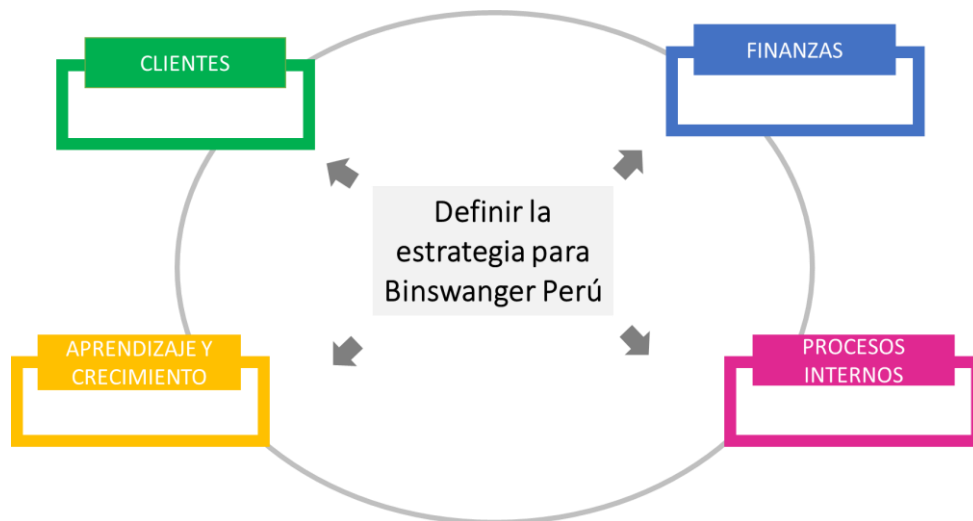 CLIENTES
FINANZAS
Definir la
estrategia para
Binswanger Perú
APRENDIZAJE Y
CRECIMIENTO
PROCESOS
INTERNOS